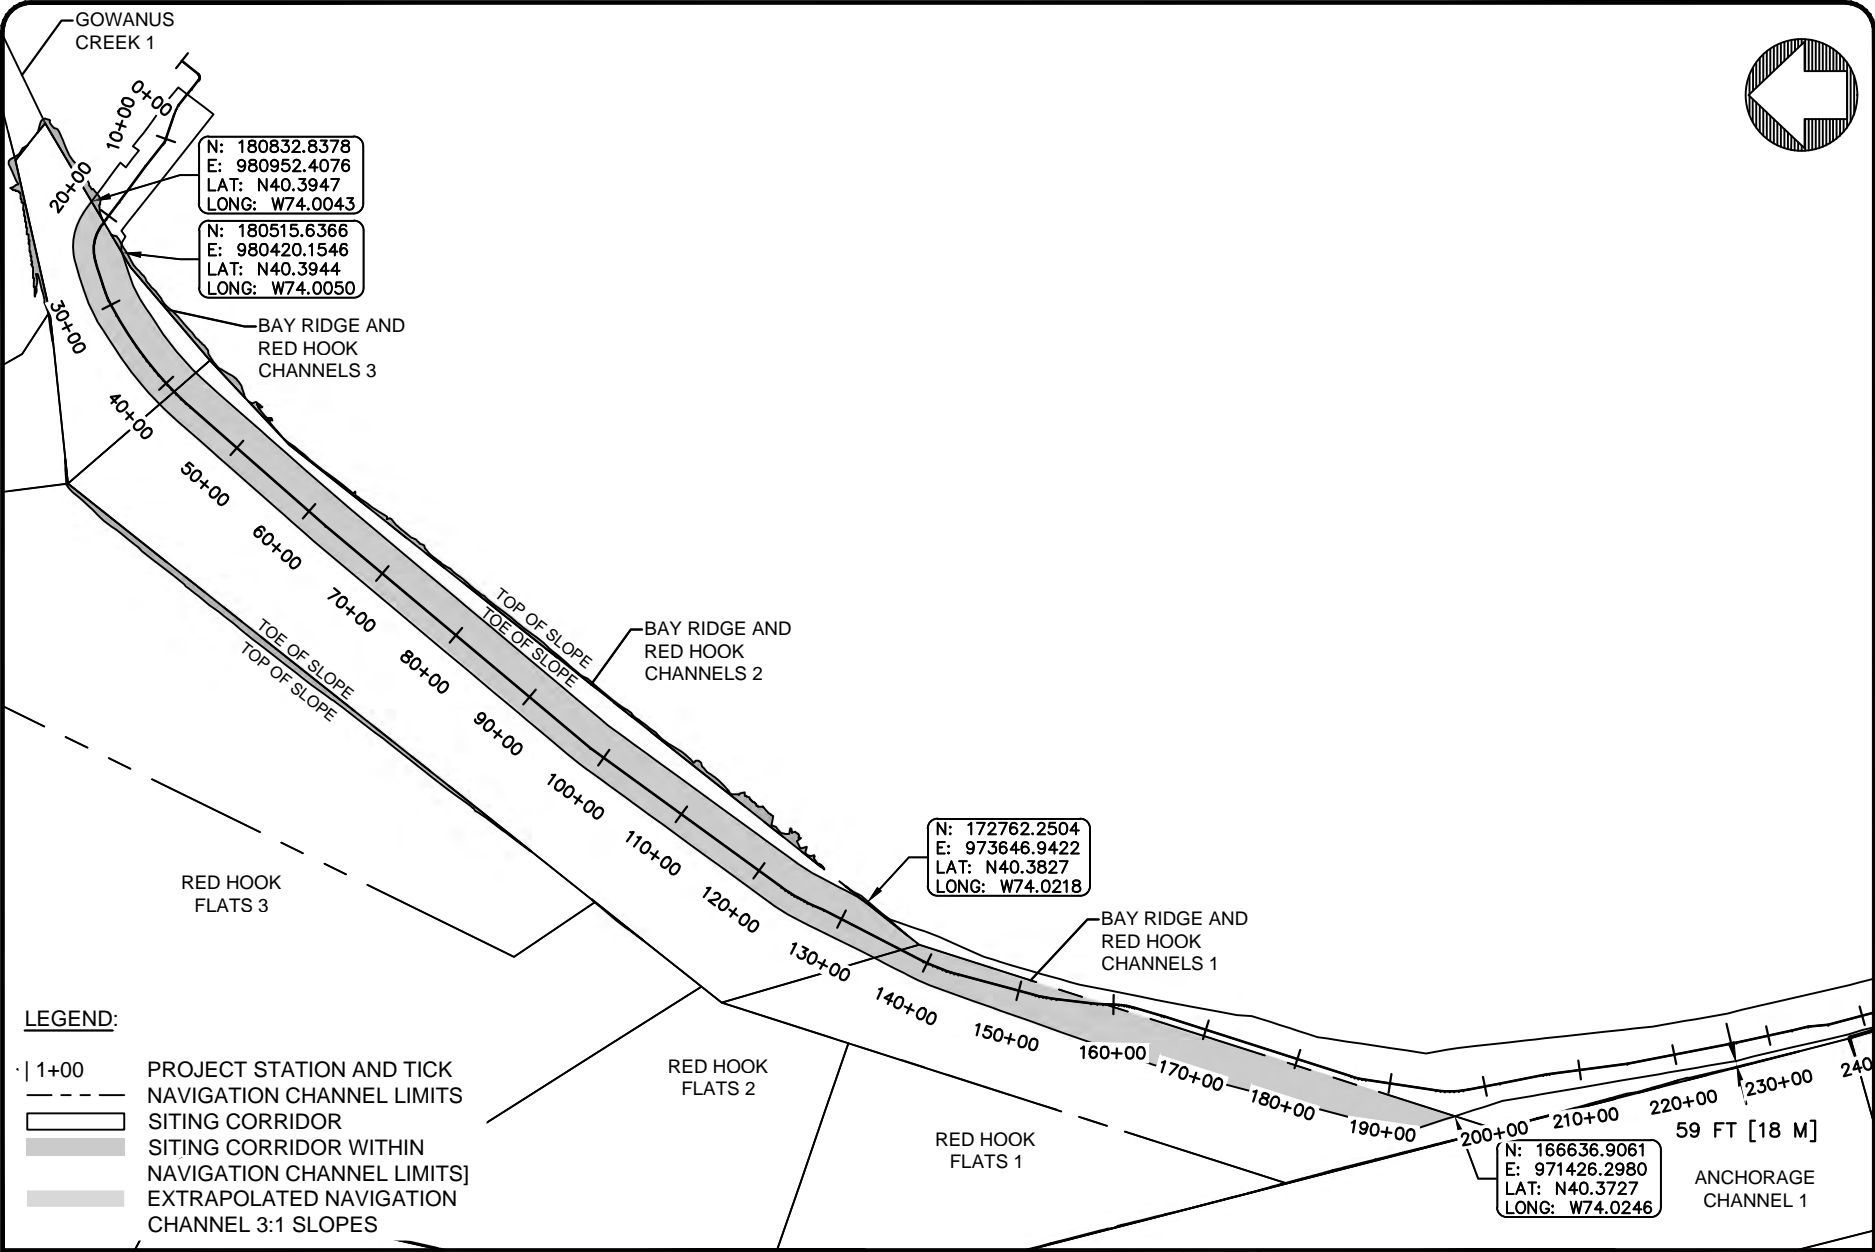 GOWANUS
CREEK 1
0+00
10+00
20+00
N: 180832.8378
E: 980952.4076
LAT: N40.3947
LONG: W74.0043
N: 180515.6366
E: 980420.1546
LAT: N40.3944
LONG: W74.0050
30+00
BAY RIDGE AND
RED HOOK
CHANNELS 3
40+00
50+00
60+00
70+00
TOP OF SLOPE
TOE OF SLOPE
BAY RIDGE AND
RED HOOK
CHANNELS 2
TOE OF SLOPE
TOP OF SLOPE
80+00
90+00
100+00
110+00
120+00
N: 172762.2504
E: 973646.9422
LAT: N40.3827
LONG: W74.0218
RED HOOK
FLATS 3
130+00
BAY RIDGE AND
RED HOOK
CHANNELS 1
140+00
150+00
160+00
170+00
180+00
190+00
200+00
210+00
220+00
230+00
240
59 FT [18 M]
RED HOOK
FLATS 2
RED HOOK
FLATS 1
N: 166636.9061
E: 971426.2980
LAT: N40.3727
LONG: W74.0246
ANCHORAGE
CHANNEL 1
LEGEND:
1+00 PROJECT STATION AND TICK
NAVIGATION CHANNEL LIMITS
SITING CORRIDOR
SITING CORRIDOR WITHIN
NAVIGATION CHANNEL LIMITS]
EXTRAPOLATED NAVIGATION
CHANNEL 3:1 SLOPES